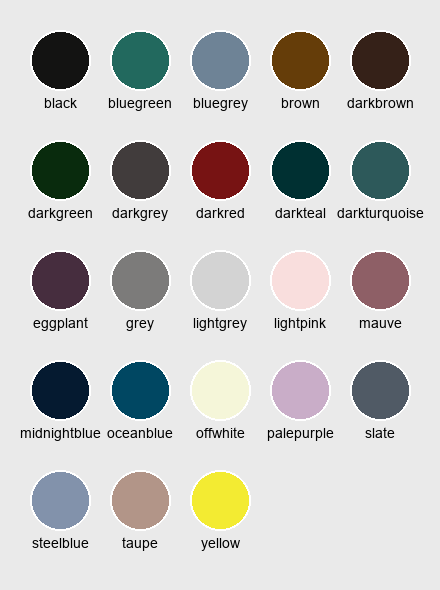 black bluegreen bluegrey brown darkbrown
darkgreen darkgrey darkred darkteal darkturquoise
eggplant grey lightgrey lightpink mauve
midnightblue oceanblue offwhite palepurple slate
steelblue taupe yellow